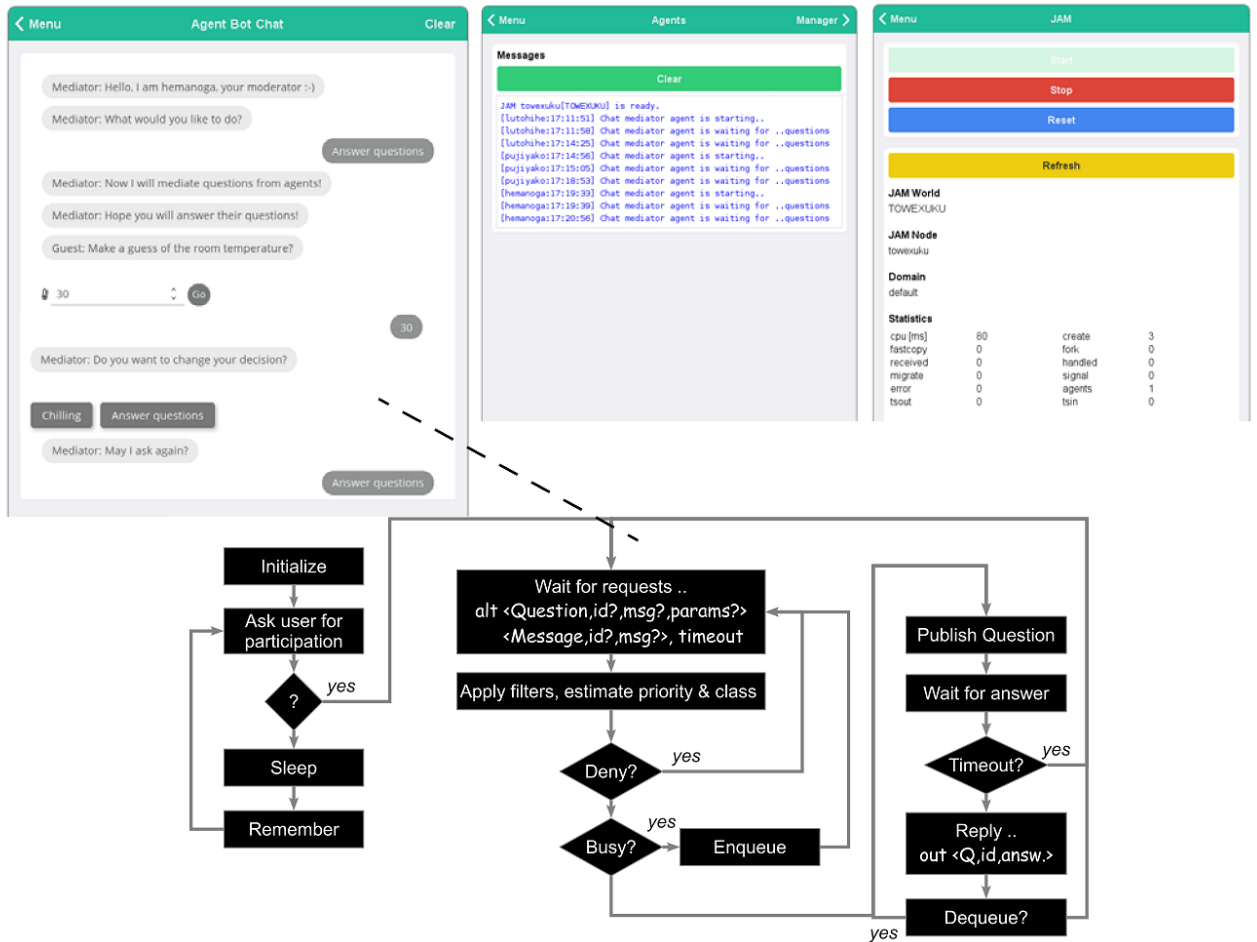 Menu
Agent Bot Chat
Clear
Mediator: Hello, I am hemanoga, your moderator :-)
Mediator: What would you like to do?
Answer questions
Mediator: Now I will mediate questions from agents!
Mediator: Hope you will answer their questions!
Guest: Make a guess of the room temperature?
30
Go
30
Mediator: Do you want to change your decision?
Chilling
Answer questions
Mediator: May I ask again?
Answer questions
Menu
Agents
Manager
Messages
Clear
JAM towexuku[TOWEXUKU] is ready.
[lutohihe:17:11:51] Chat mediator agent is starting..
[lutohihe:17:11:58] Chat mediator agent is waiting for ..questions
[lutohihe:17:14:25] Chat mediator agent is waiting for ..questions
[pujiyako:17:14:56] Chat mediator agent is starting..
[pujiyako:17:15:05] Chat mediator agent is waiting for ..questions
[pujiyako:17:18:53] Chat mediator agent is waiting for ..questions
[hemanoga:17:19:33] Chat mediator agent is starting..
[hemanoga:17:19:39] Chat mediator agent is waiting for ..questions
[hemanoga:17:20:56] Chat mediator agent is waiting for ..questions
Menu
JAM
Start
Stop
Reset
Refresh
JAM World
TOWEXUKU
JAM Node
towexuku
Domain
default
Statistics
cpu [ms] 80 create 3
fastcopy 0 fork 0
received 0 handled 0
migrate 0 signal 0
error 0 agents 1
tsout 0 tsin 0
Initialize
Ask user for
participation
?
yes
Sleep
Remember
Wait for requests ..
alt <Question,id?,msg?,params?>
<Message,id?,msg?>, timeout
Apply filters, estimate priority & class
Deny?
yes
Busy?
yes
Enqueue
Publish Question
Wait for answer
Timeout?
yes
Reply ..
out <Q,id,answ.>
Dequeue?
yes